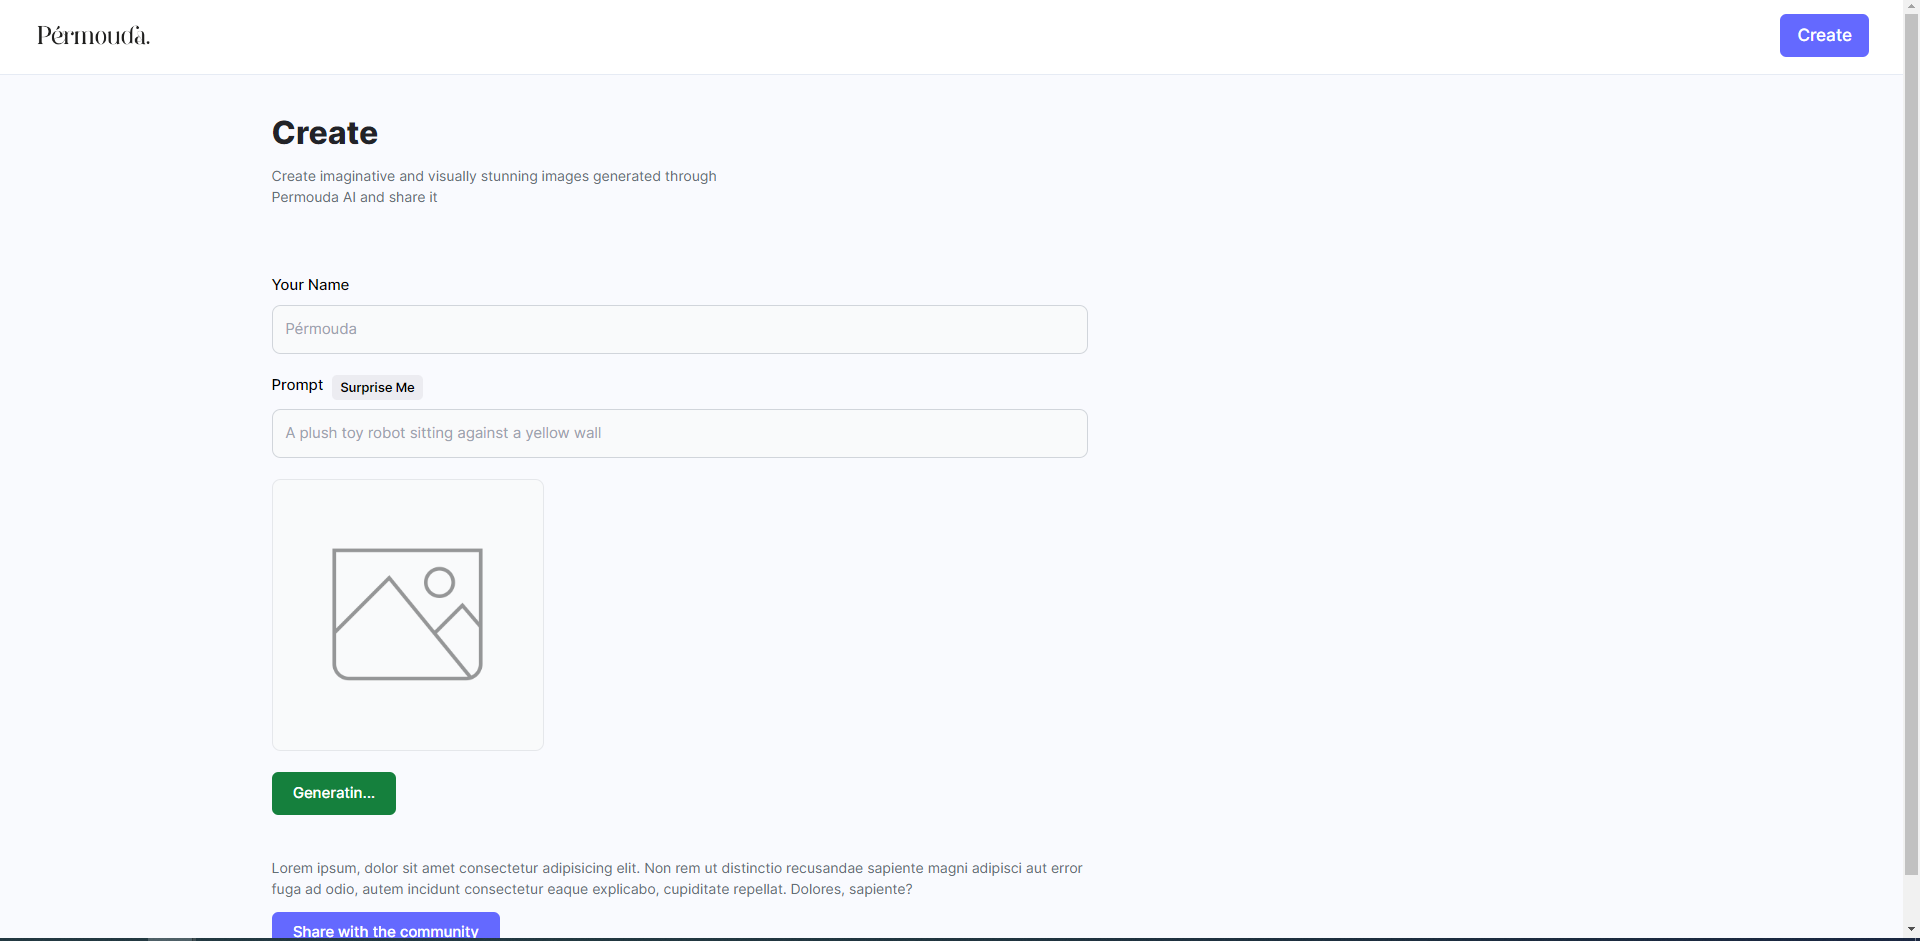 Pérmouda.
Create
Create
Create imaginative and visually stunning images generated through
Permouda AI and share it
Your Name
Pérmouda
Prompt Surprise Me
A plush toy robot sitting against a yellow wall
Generatin...
Lorem ipsum, dolor sit amet consectetur adipisicing elit. Non rem ut distinctio recusandae sapiente magni adipisci aut error
fuga ad odio, autem incidunt consectetur eaque explicabo, cupiditate repellat. Dolores, sapiente?
Share with the community